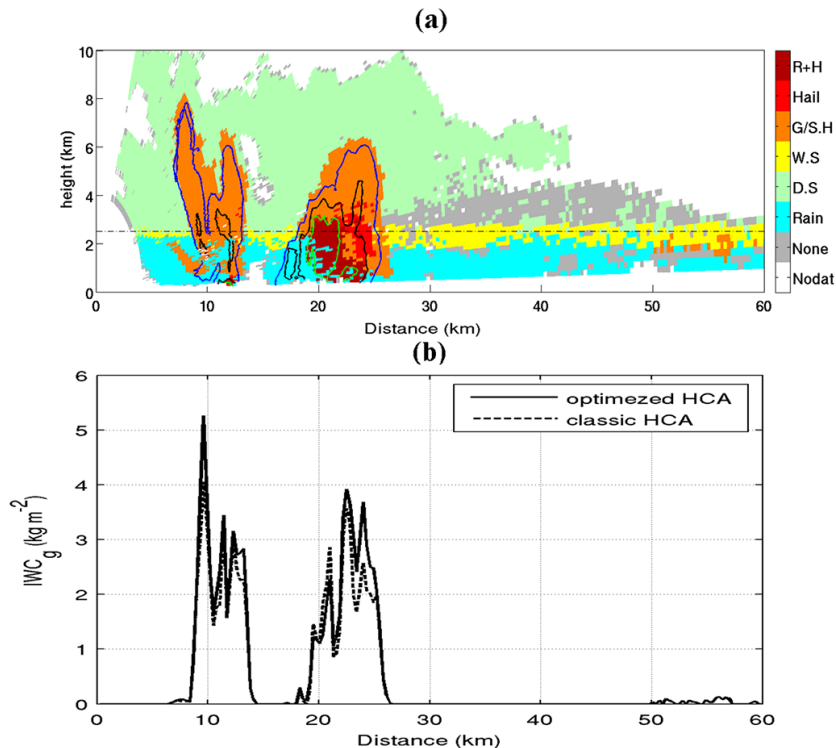 (a)
10
8
6
4
2
0
height (km)
0 10 20 30 40 50 60
Distance (km)
R+H
Hail
G/S.H
W.S
D.S
Rain
None
Nodat
(b)
6
5
4
3
2
1
0
IWCg (kg m-2)
optimezed HCA
classic HCA
0 10 20 30 40 50 60
Distance (km)